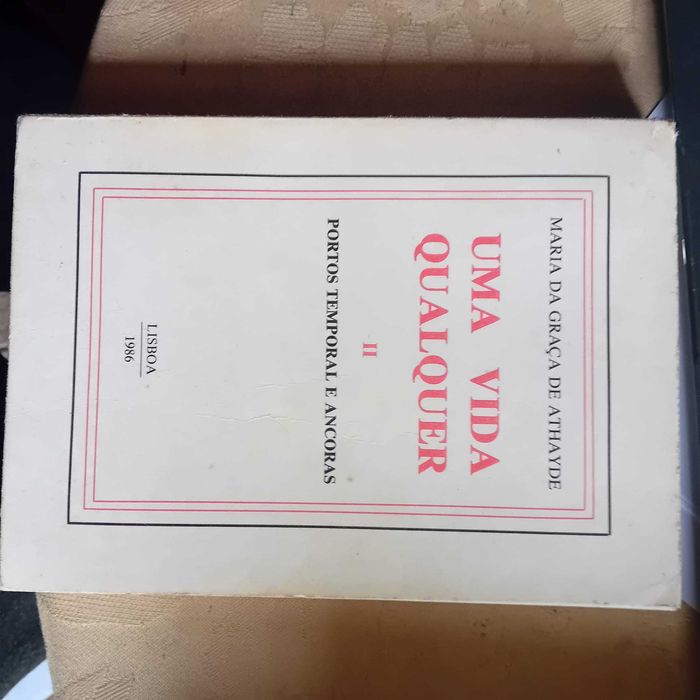 MARIA DA GRAÇA DE ATHAYDE
UMA VIDA
QUALQUER
II
PORTOS TEMPORAL E ANCORAS
LISBOA
1986